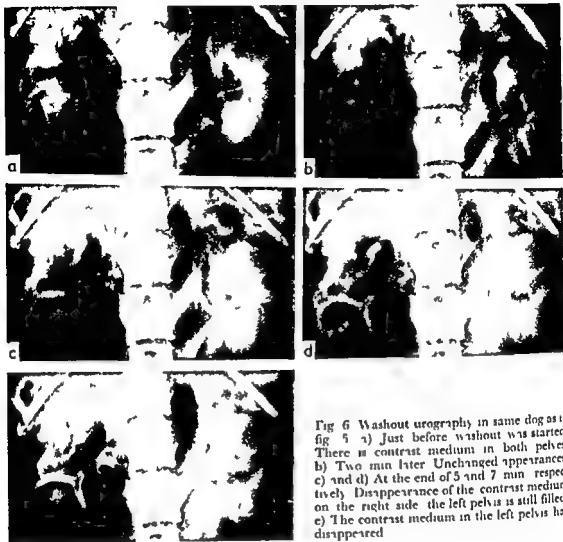 a
b
c
d
Fig 6 Washout urography in same dog as i
fig 5 a) Just before washout was started
There is contrast medium in both pelve
b) Two min later Unchanged appearance
c) and d) At the end of 5 and 7 min respec
tively Disappearance of the contrast medium
on the right side the left pelvis is still filled
e) The contrast medium in the left pelvis ha
disappeared